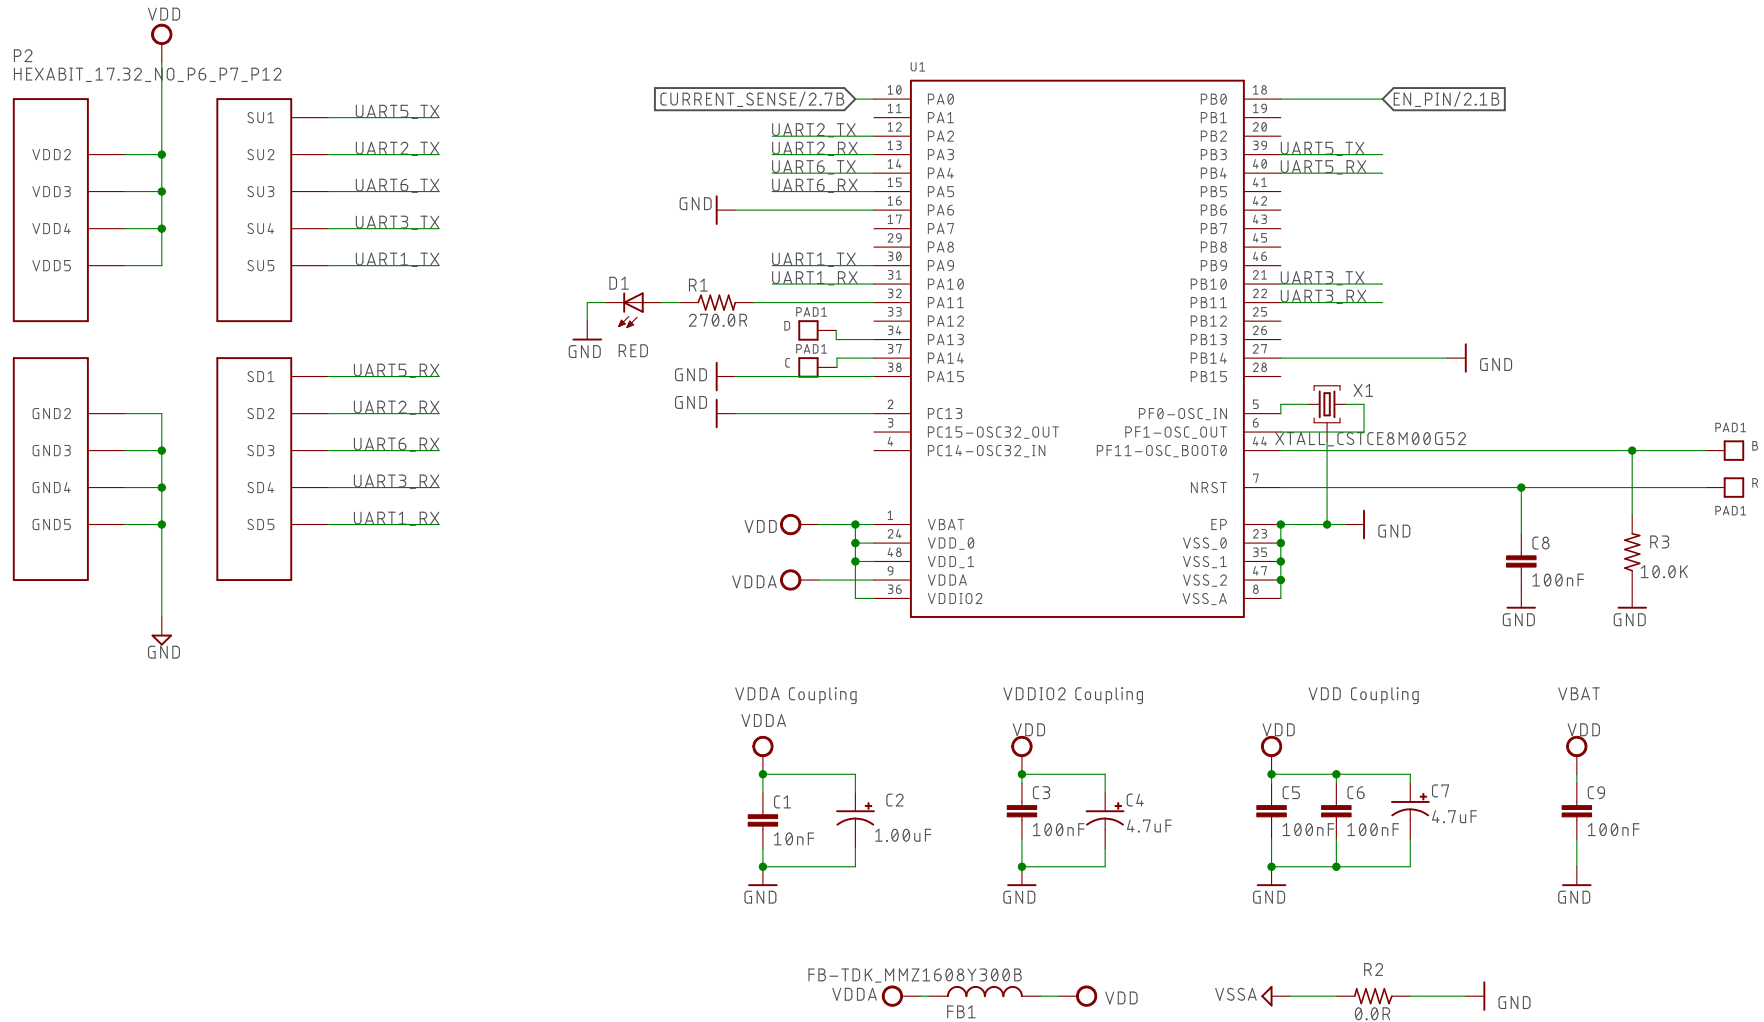 VDD
P2
HEXABIT_17.32_NO_P6_P7_P12
VDD2
VDD3
VDD4
VDD5
SU1 UART5_TX
SU2 UART2_TX
SU3 UART6_TX
SU4 UART3_TX
SU5 UART1_TX
GND2
GND3
GND4
GND5
GND
SD1 UART5_RX
SD2 UART2_RX
SD3 UART6_RX
SD4 UART3_RX
SD5 UART1_RX
U1
CURRENT_SENSE/2.7B 10 PA0
11 PA1
UART2_TX 12 PA2
UART2_RX 13 PA3
UART6_TX 14 PA4
UART6_RX 15 PA5
GND 16 PA6
17 PA7
29 PA8
UART1_TX 30 PA9
UART1_RX 31 PA10
D1 R1 32 PA11
270.0R
GND RED
33 PA12
PAD1
D 34 PA13
PAD1
C 37 PA14
GND 38 PA15
GND 2 PC13
3 PC15-OSC32_OUT
4 PC14-OSC32_IN
VDD 1 VBAT
24 VDD_0
48 VDD_1
VDDA 9 VDDA
36 VDDIO2
PB0 18 EN_PIN/2.1B
PB1 19
PB2 20
PB3 39 UART5_TX
PB4 40 UART5_RX
PB5 41
PB6 42
PB7 43
PB8 45
PB9 46
PB10 21 UART3_TX
PB11 22 UART3_RX
PB12 25
PB13 26
PB14 27 GND
PB15 28
PF0-OSC_IN 5 X1
PF1-OSC_OUT 6
XTALL_CSTCE8M00G52
PF11-OSC_BOOT0 44
PAD1
B
NRST 7 R
PAD1
EP GND
VSS_0 23
VSS_1 35
VSS_2 47
VSS_A 8
C8
100nF
GND
R3
10.0K
GND
VDDA Coupling
VDDA
C1
10nF
C2
1.00uF
GND
VDDIO2 Coupling
VDD
C3
100nF
C4
4.7uF
GND
VDD Coupling
VDD
C5
100nF
C6
100nF
C7
4.7uF
GND
VBAT
VDD
C9
100nF
GND
FB-TDK_MMZ1608Y300B
VDDA VDD
FB1
R2
VSSA GND
0.0R